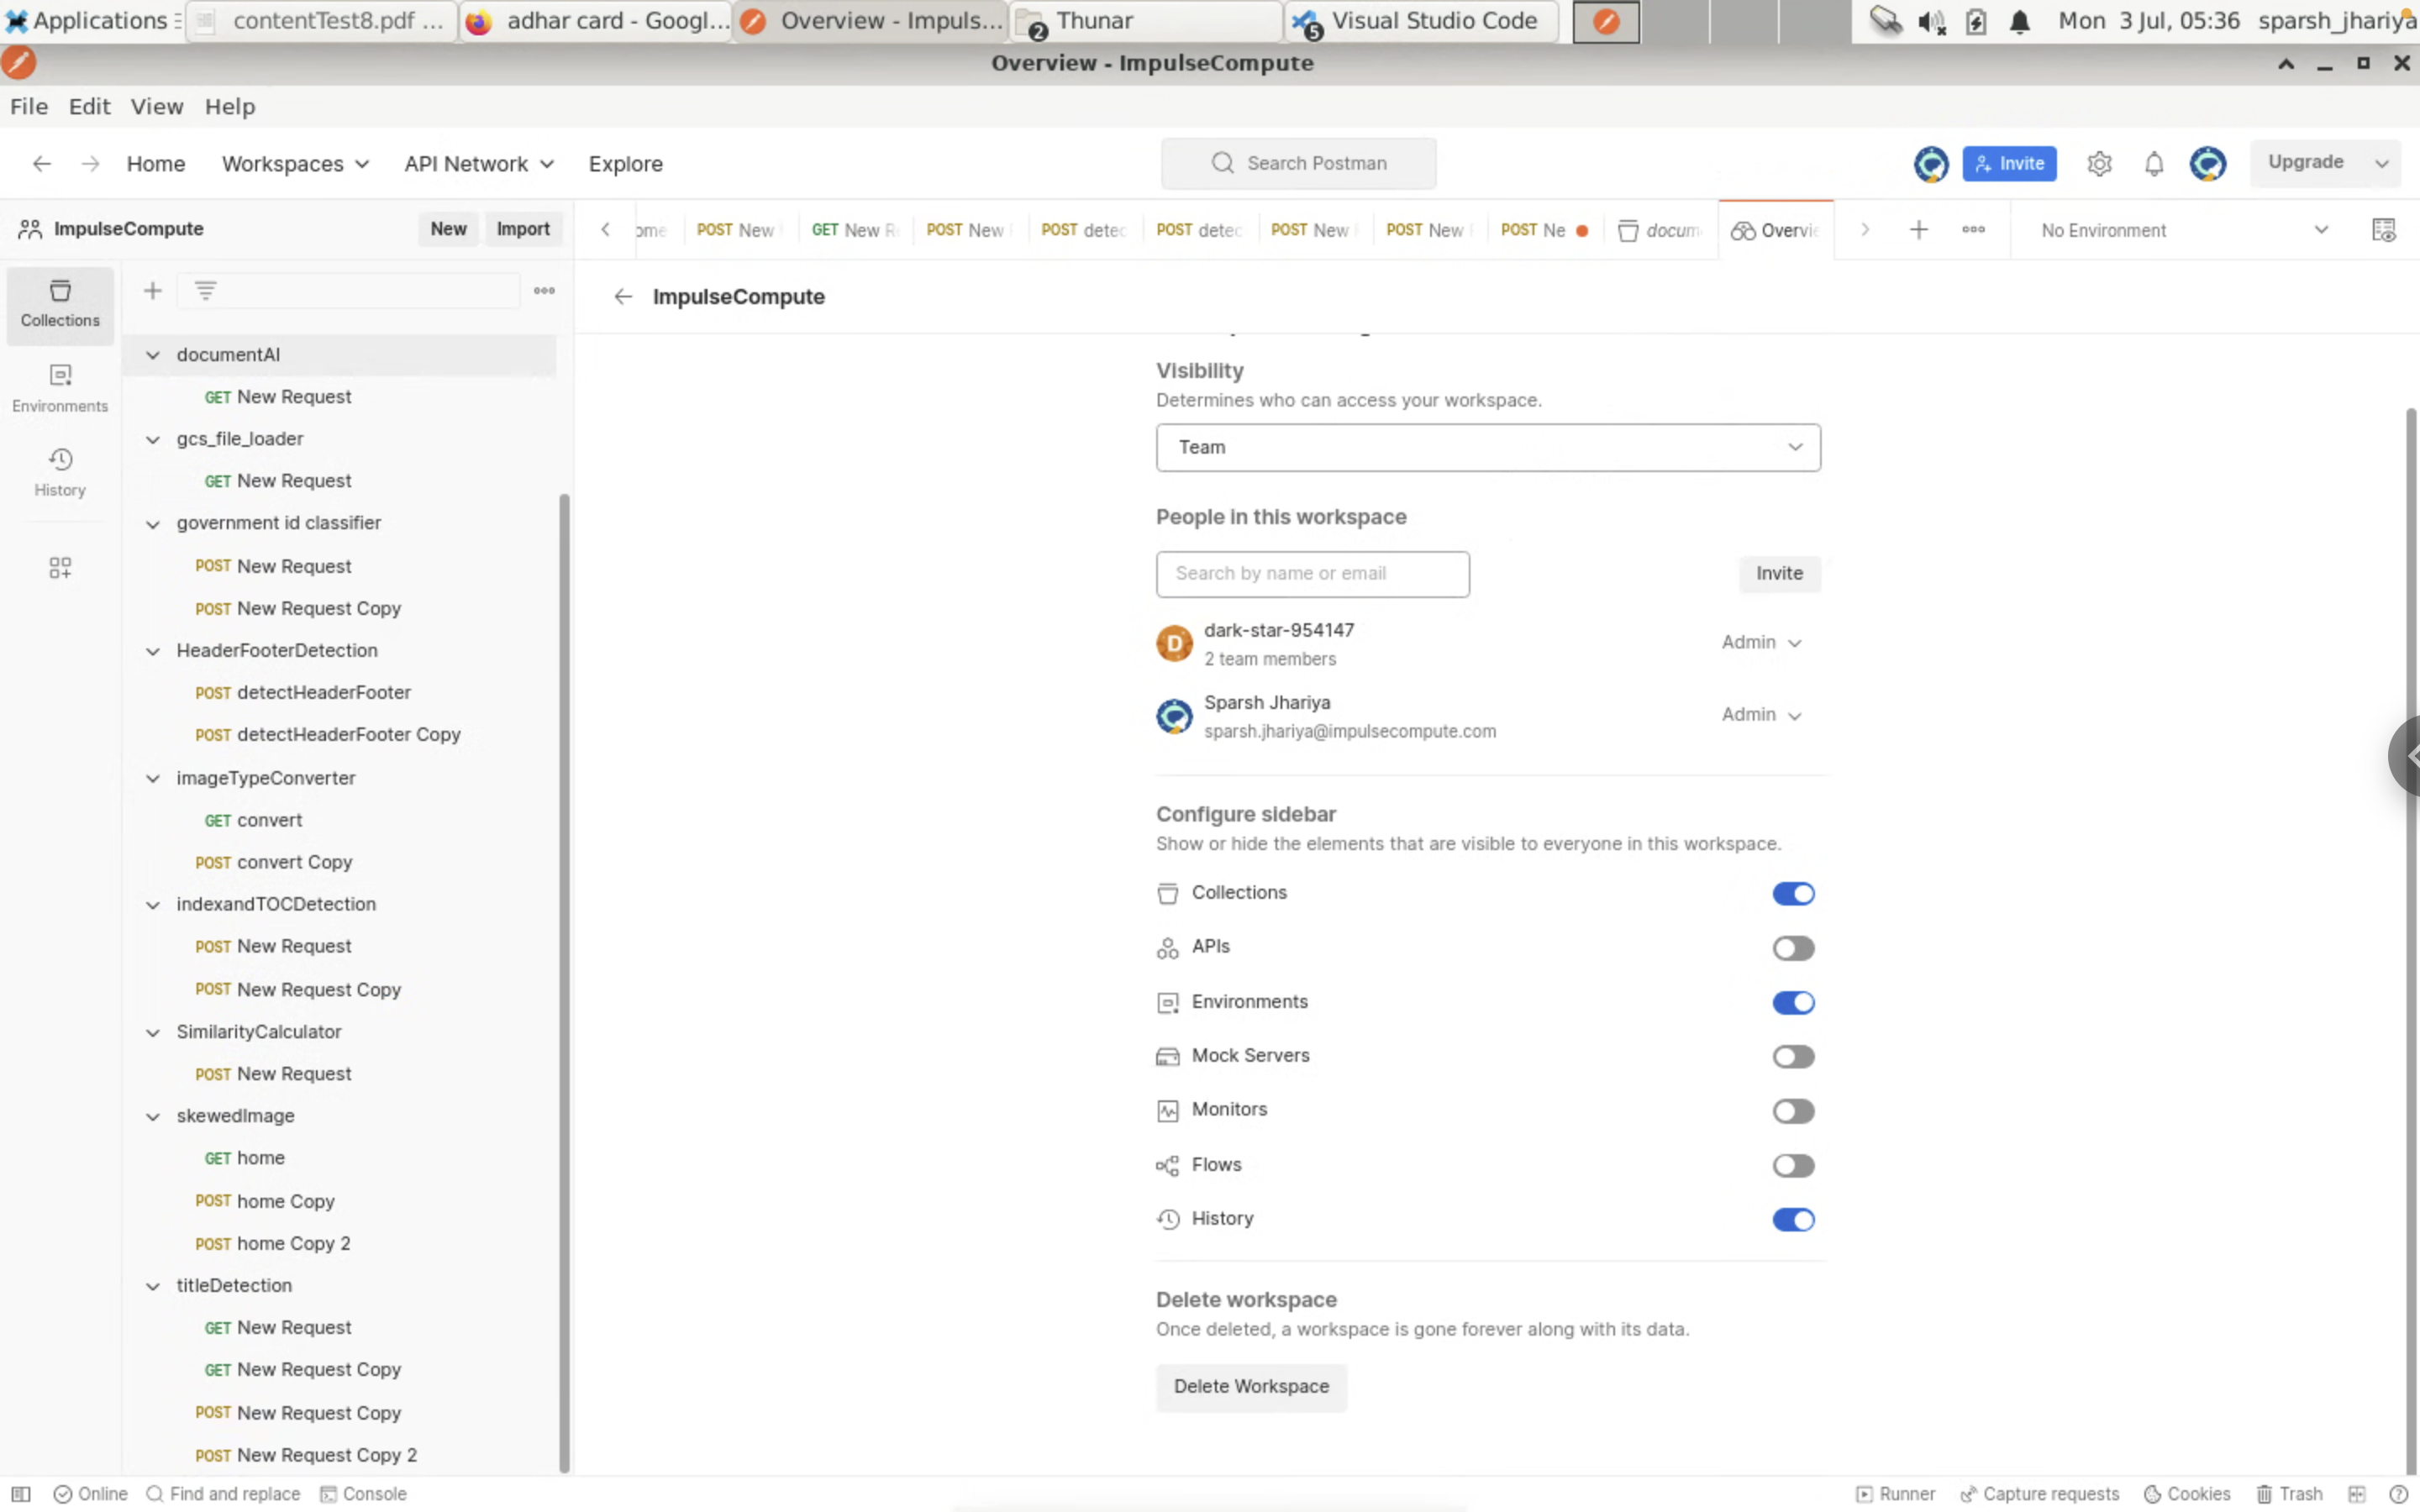 Applications
contentTest8.pdf ...
adhar card - Googl...
Overview - Impuls...
2
Thunar
5
Visual Studio Code
Mon 3 Jul, 05:36
sparsh_jhariya
Overview - ImpulseCompute
File Edit View Help
Home
Workspaces
API Network
Explore
Search Postman
Invite
Upgrade
ImpulseCompute
New
Import
ome
POST New
GET New R
POST New
POST detec
POST detec
POST New
POST New
POST Ne
docum
Overvi
No Environment
Collections
Environments
History
documentAI
GET New Request
gcs_file_loader
GET New Request
government id classifier
POST New Request
POST New Request Copy
HeaderFooterDetection
POST detectHeaderFooter
POST detectHeaderFooter Copy
imageTypeConverter
GET convert
POST convert Copy
indexandTOCDetection
POST New Request
POST New Request Copy
SimilarityCalculator
POST New Request
skewedImage
GET home
POST home Copy
POST home Copy 2
titleDetection
GET New Request
GET New Request Copy
POST New Request Copy
POST New Request Copy 2
ImpulseCompute
Visibility
Determines who can access your workspace.
Team
People in this workspace
Search by name or email
Invite
D
dark-star-954147
2 team members
Admin
Sparsh Jhariya
sparsh.jhariya@impulsecompute.com
Admin
Configure sidebar
Show or hide the elements that are visible to everyone in this workspace.
Collections
APIs
Environments
Mock Servers
Monitors
Flows
History
Delete workspace
Once deleted, a workspace is gone forever along with its data.
Delete Workspace
Online
Find and replace
Console
Runner
Capture requests
Cookies
Trash